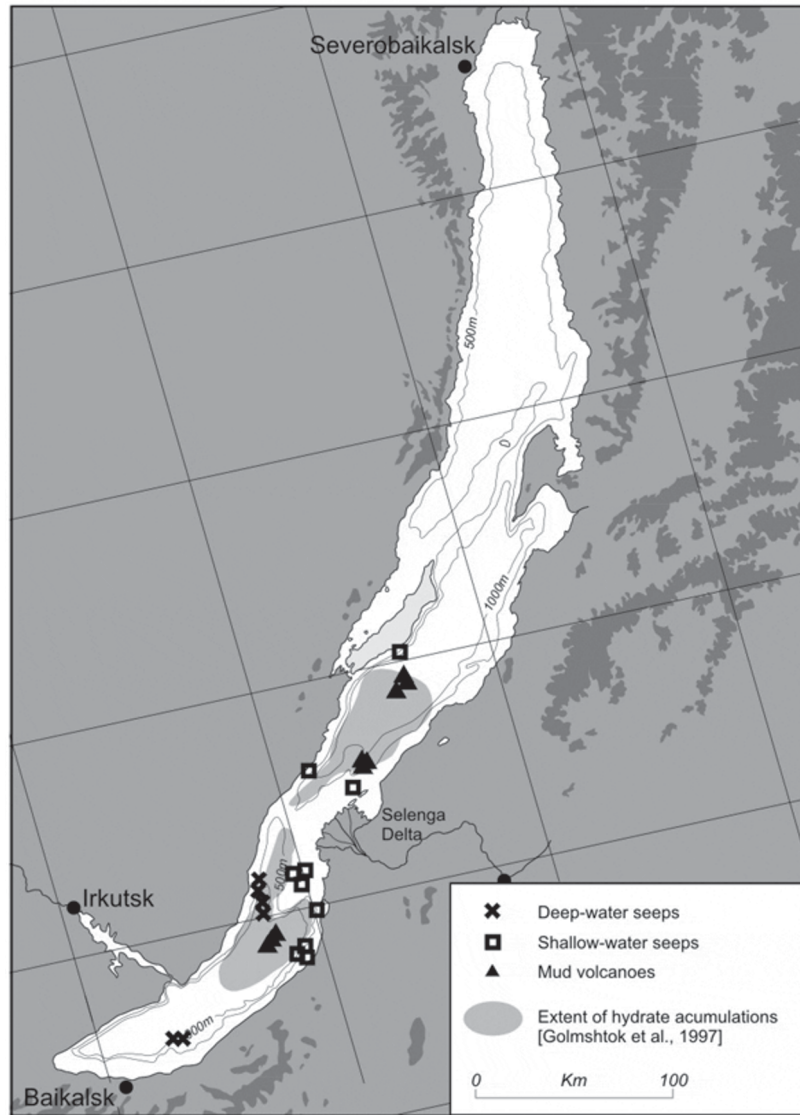 Severobaikalsk
500m
1000m
Selenga
Delta
500m
Irkutsk
Deep-water seeps
Shallow-water seeps
Mud volcanoes
Extent of hydrate acumulations
[Golmshtok et al., 1997]
0 Km 100
Baikalsk